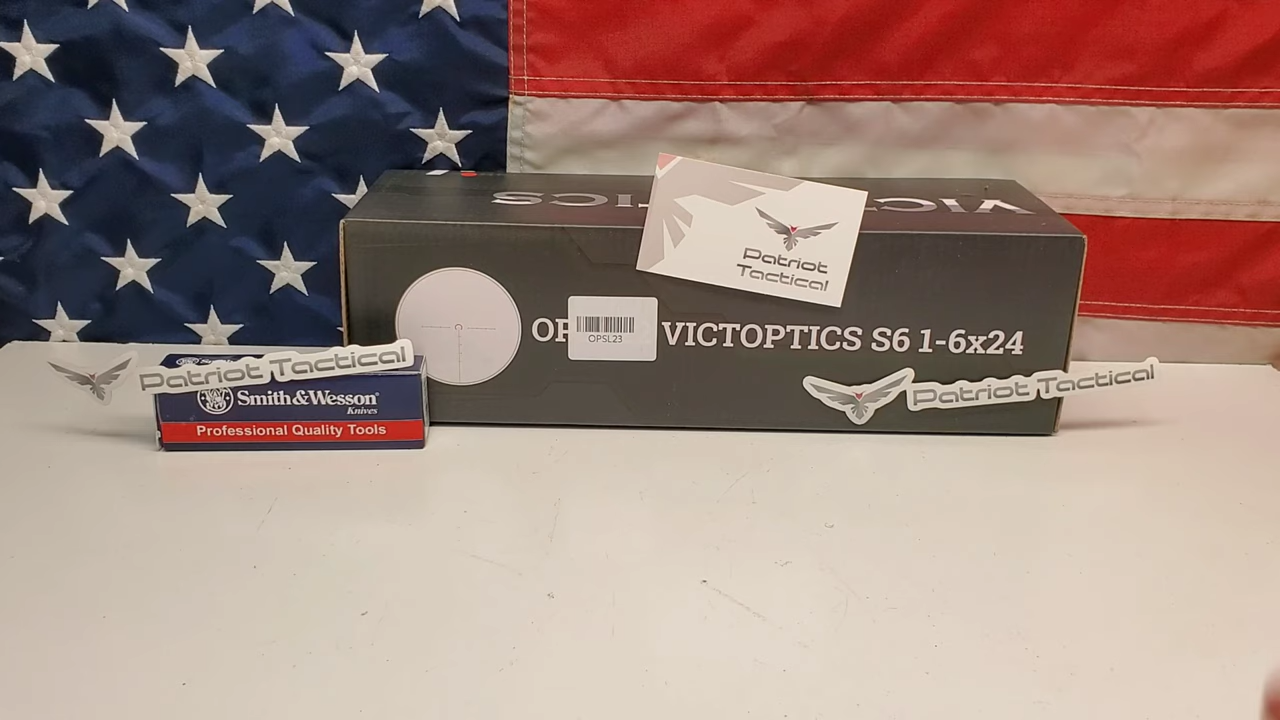 VICTOPTICS S6 1-6x24
OPSL23
Patriot
Tactical
Patriot Tactical
Smith&Wesson®
Knives
Professional Quality Tools
Patriot Tactical